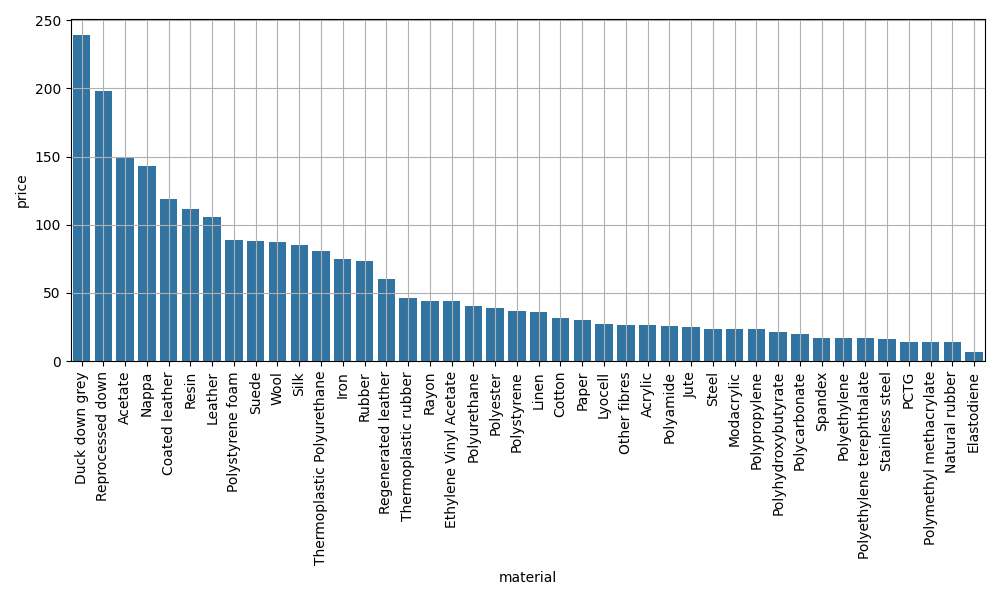 250
200
150
100
50
0
price
Duck down grey
Reprocessed down
Acetate
Nappa
Coated leather
Resin
Leather
Polystyrene foam
Suede
Wool
Silk
Thermoplastic Polyurethane
Iron
Rubber
Regenerated leather
Thermoplastic rubber
Rayon
Ethylene Vinyl Acetate
Polyurethane
Polyester
Polystyrene
Linen
Cotton
Paper
Lyocell
Other fibres
Acrylic
Polyamide
Jute
Steel
Modacrylic
Polypropylene
Polyhydroxybutyrate
Polycarbonate
Spandex
Polyethylene
Polyethylene terephthalate
Stainless steel
PCTG
Polymethyl methacrylate
Natural rubber
Elastodiene
material